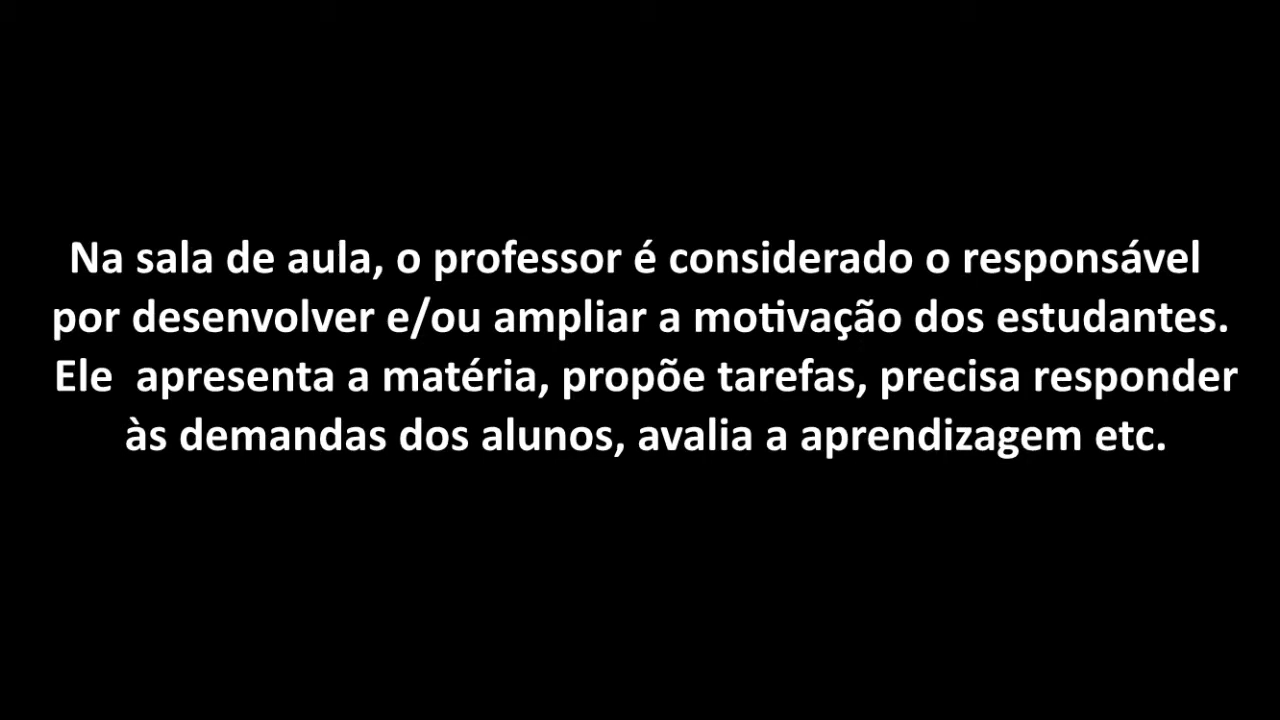 Na sala de aula, o professor é considerado o responsável
por desenvolver e/ou ampliar a motivação dos estudantes.
Ele  apresenta a matéria, propõe tarefas, precisa responder
às demandas dos alunos, avalia a aprendizagem etc.